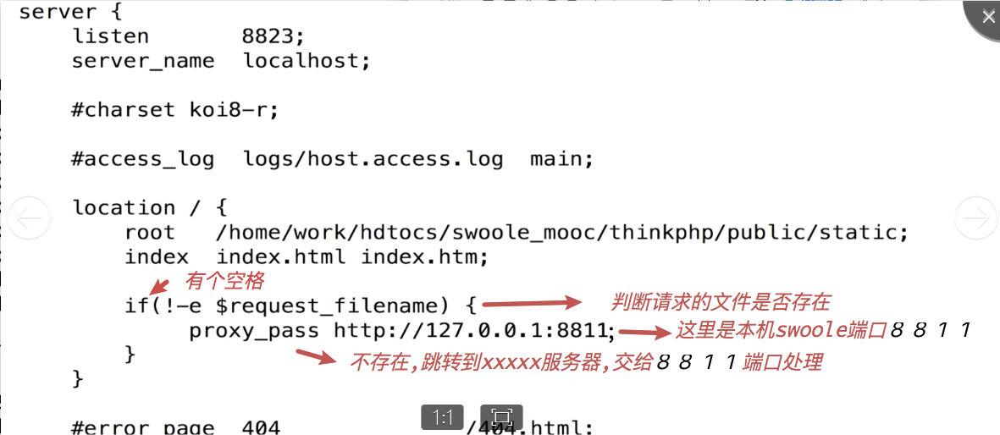 server {
listen 8823;
server_name localhost;
#charset koi8-r;
#access_log logs/host.access.log main;
location / {
root /home/work/hdtocs/swoole_mooc/thinkphp/public/static;
index index.html index.htm;
有个空格
if(!-e $request_filename) { 判断请求的文件是否存在
proxy_pass http://127.0.0.1:8811; 这里是本机swoole端口8811
}
不存在,跳转到xxxxx服务器,交给8811端口处理
}
1:1
#error_page 404 /404.html;